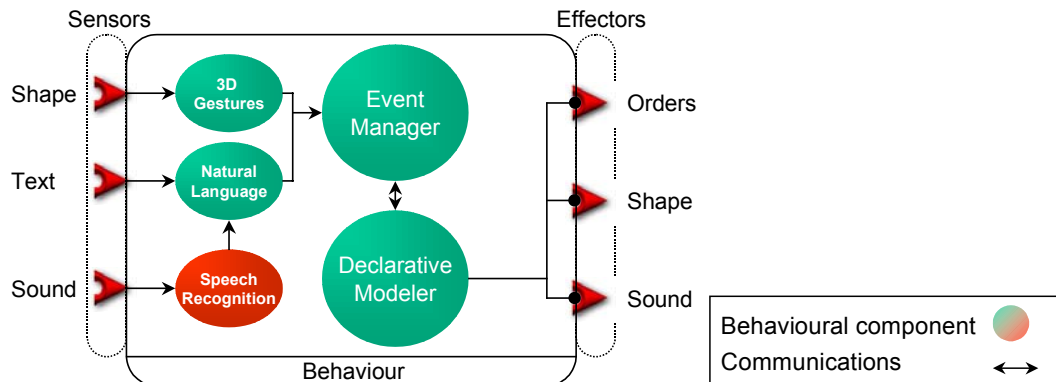 Sensors
Effectors
Shape
3D
Gestures
Event
Manager
Orders
Text
Natural
Language
Shape
Sound
Speech
Recognition
Declarative
Modeler
Sound
Behaviour
Behavioural component
Communications